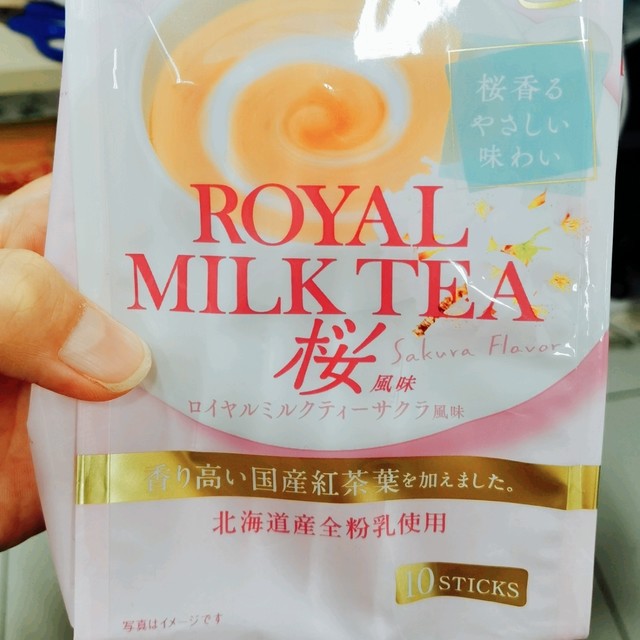 桜香る
やさしい
味わい
ROYAL
MILK TEA
桜風味
Sakura Flavor
ロイヤルミルクティーサクラ風味
香り高い国産紅茶葉を加えました。
北海道産全粉乳使用
10 STICKS
写真はイメージです